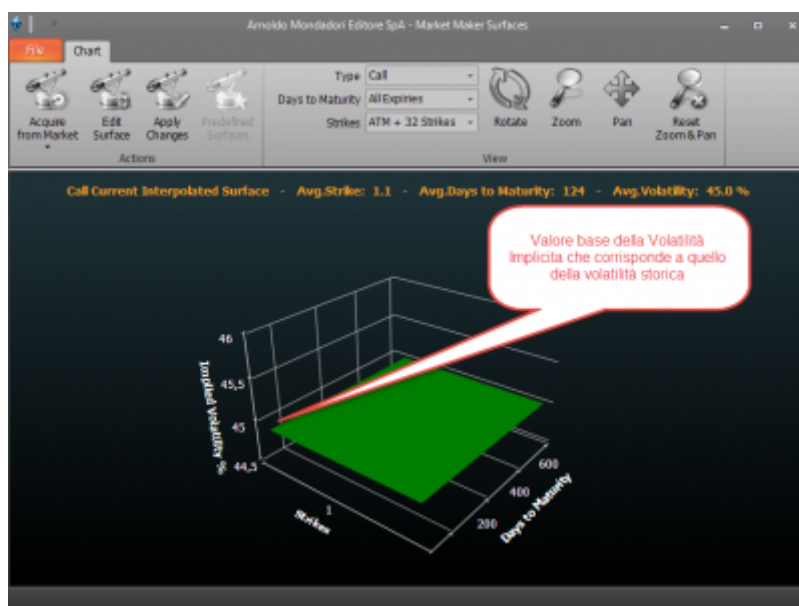 Arnoldo Mondadori Editore SpA - Market Maker Surfaces
File
Chart
Acquire
from Market
Edit
Surface
Apply
Changes
Predefined
Surfaces
Actions
Type
Call
Days to Maturity
All Expiries
Strikes
ATM + 32 Strikes
Rotate
Zoom
Pan
Reset
Zoom & Pan
View
Call Current Interpolated Surface - Avg.Strike: 1.1 - Avg.Days to Maturity: 124 - Avg.Volatility: 45.0 %
Valore base della Volatilità
Implicita che corrisponde a quello
della volatilità storica
46
45,5
45
44,5
Implied Volatility %
1
Strikes
200
400
600
Days to Maturity